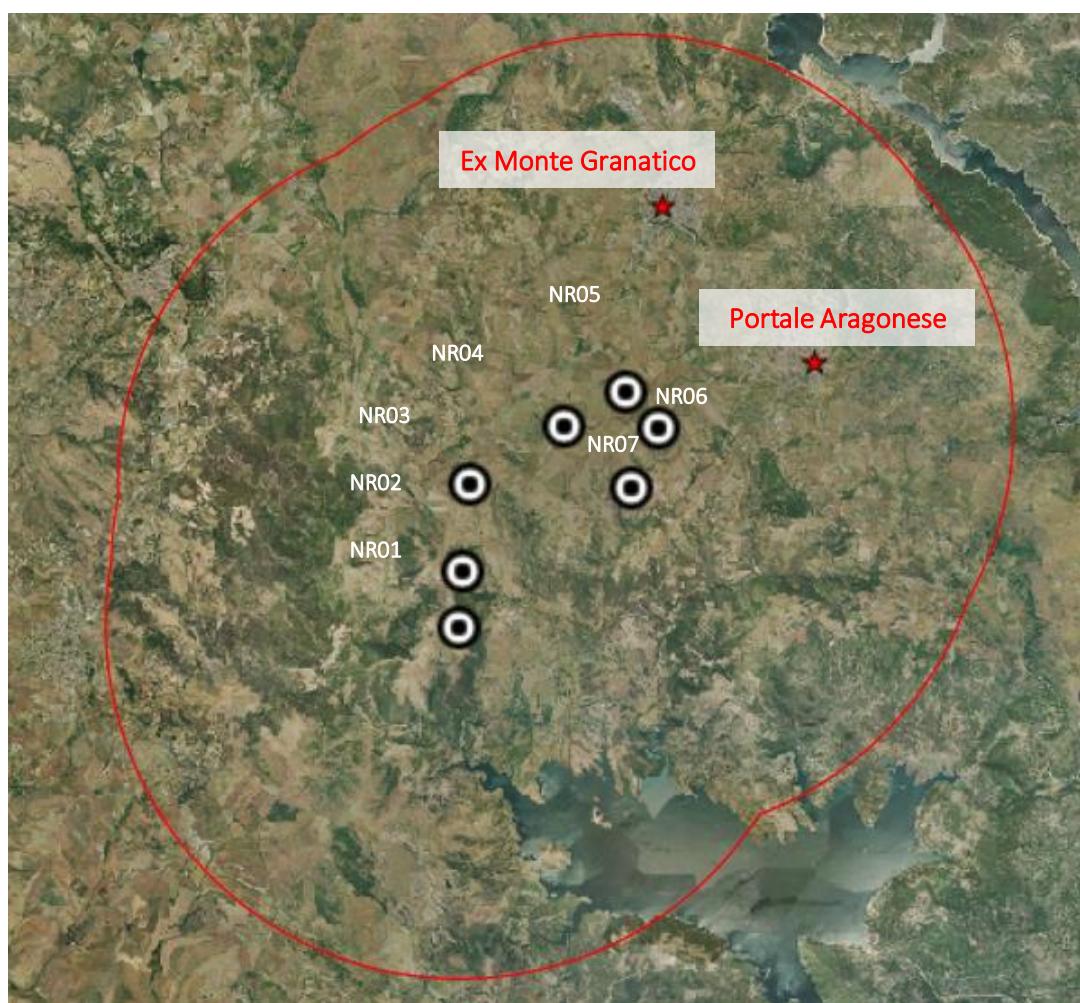 Ex Monte Granatico
NR05
Portale Aragonese
NR04
NR06
NR03
NR07
NR02
NR01